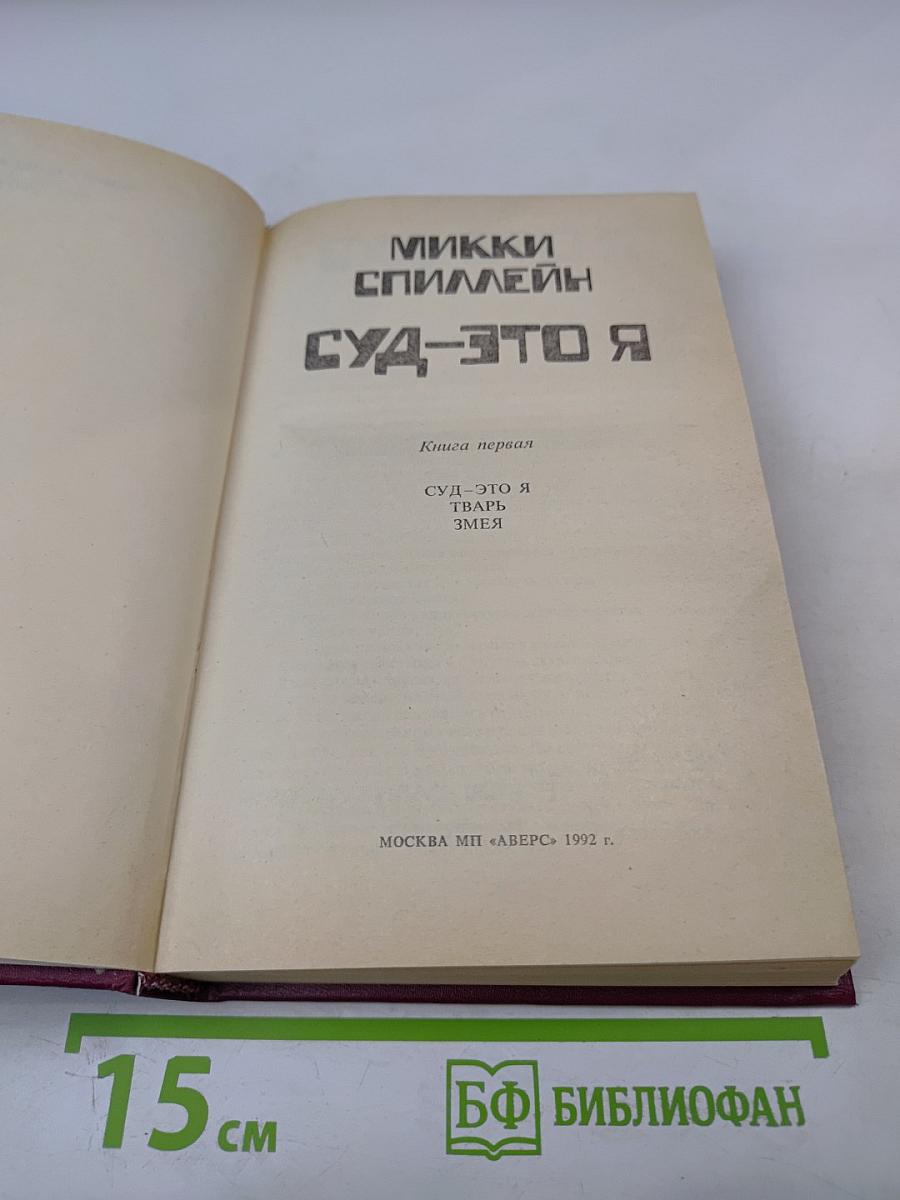 МИККИ
СПИЛЛЕЙН
СУД–ЭТО Я
Книга первая
СУД–ЭТО Я
ТВАРЬ
ЗМЕЯ
МОСКВА МП «АВЕРС» 1992 г.
15 см
БФ БИБЛИОФАН